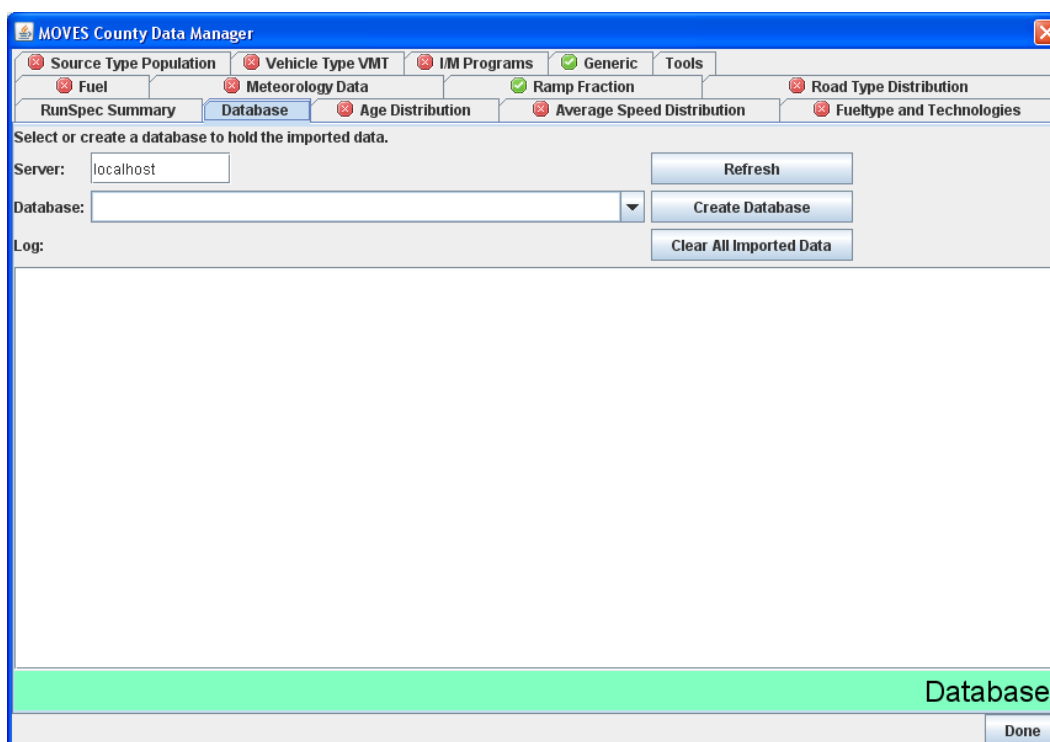 MOVES County Data Manager
Source Type Population Vehicle Type VMT I/M Programs Generic Tools
Fuel Meteorology Data Ramp Fraction Road Type Distribution
RunSpec Summary Database Age Distribution Average Speed Distribution Fueltype and Technologies
Select or create a database to hold the imported data.
Server: localhost Refresh
Database: Create Database
Log: Clear All Imported Data
Database
Done